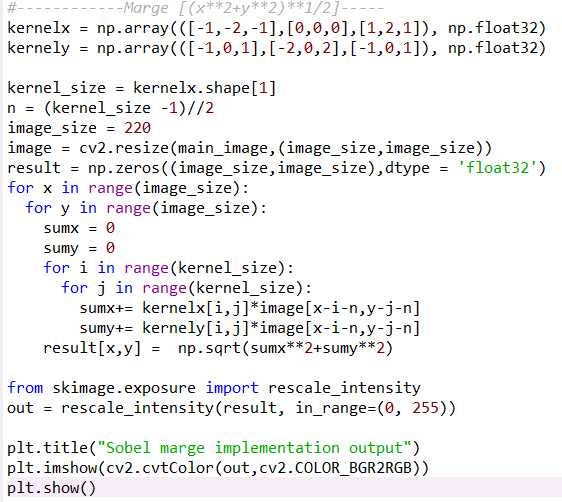 #------------Marge [(x**2+y**2)**1/2]-----
kernelx = np.array(([-1,-2,-1],[0,0,0],[1,2,1]), np.float32)
kernely = np.array(([-1,0,1],[-2,0,2],[-1,0,1]), np.float32)

kernel_size = kernelx.shape[1]
n = (kernel_size -1)//2
image_size = 220
image = cv2.resize(main_image,(image_size,image_size))
result = np.zeros((image_size,image_size),dtype = 'float32')
for x in range(image_size):
  for y in range(image_size):
    sumx = 0
    sumy = 0
    for i in range(kernel_size):
      for j in range(kernel_size):
        sumx+= kernelx[i,j]*image[x-i-n,y-j-n]
        sumy+= kernely[i,j]*image[x-i-n,y-j-n]
    result[x,y] =  np.sqrt(sumx**2+sumy**2)

from skimage.exposure import rescale_intensity
out = rescale_intensity(result, in_range=(0, 255))

plt.title("Sobel marge implementation output")
plt.imshow(cv2.cvtColor(out,cv2.COLOR_BGR2RGB))
plt.show()